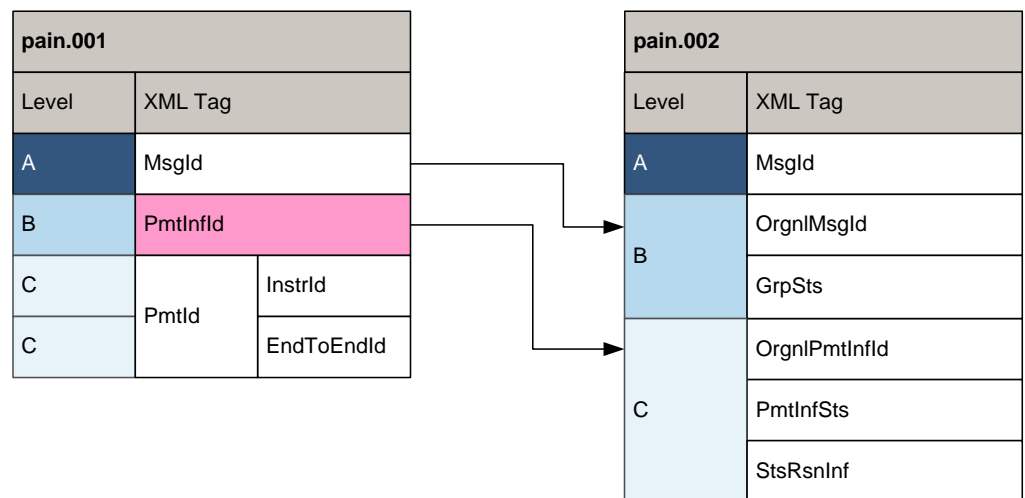 pain.001
Level XML Tag
A MsgId
B PmtInfId
C InstrId
PmtId
C EndToEndId
pain.002
Level XML Tag
A MsgId
B
OrgnlMsgId
GrpSts
C
OrgnlPmtInfId
PmtInfSts
StsRsnInf